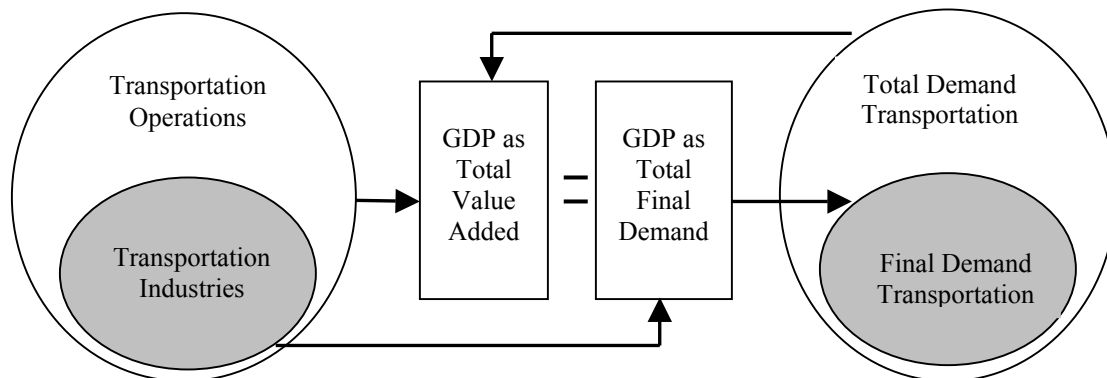 Transportation
Operations
Transportation
Industries
GDP as
Total
Value
Added
=
GDP as
Total
Final
Demand
Total Demand
Transportation
Final Demand
Transportation